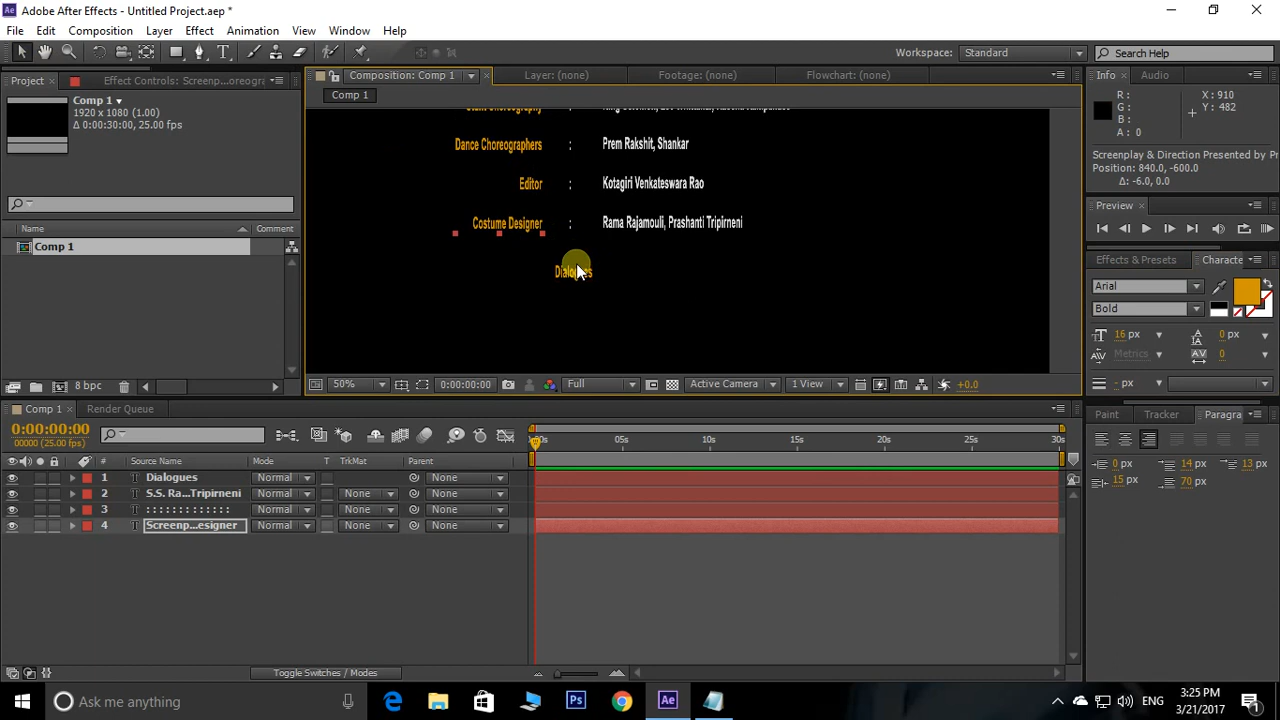 Adobe After Effects - Untitled Project.aep *
File Edit Composition Layer Effect Animation View Window Help
Workspace: Standard Search Help
Project Effect Controls: Screenp...oreogra
Composition: Comp 1 Layer: (none) Footage: (none) Flowchart: (none)
Info Audio
Comp 1
1920 x 1080 (1.00)
Δ 0:00:30:00, 25.00 fps
Comp 1
R :
G :
B :
A : 0
X : 910
Y : 482
Screenplay & Direction Presented by Pr
Position: 840.0, -600.0
Δ: -6.0, 0.0
Dance Choreographers : Prem Rakshit, Shankar
Editor : Kotagiri Venkateswara Rao
Costume Designer : Rama Rajamouli, Prashanti Tripirneni
Dialogues
Preview
Effects & Presets Characte
Arial
Bold
16 px 0 px
Metrics 0
- px
Name Comment
Comp 1
8 bpc
50% 0:00:00:00 Full Active Camera 1 View +0.0
Comp 1 Render Queue
Paint Tracker Paragra
0:00:00:00
00000 (25.00 fps)
:00s 05s 10s 15s 20s 25s 30s
0 px 14 px 13 px
15 px 70 px
# Source Name Mode T TrkMat Parent
1 T Dialogues Normal None
2 T S.S. Ra...Tripirneni Normal None None
3 T : : : : : : : : : : : : : Normal None None
4 T Screenp...esigner Normal None None
Toggle Switches / Modes
Ask me anything
Ps
Ae
ENG
3:25 PM
3/21/2017